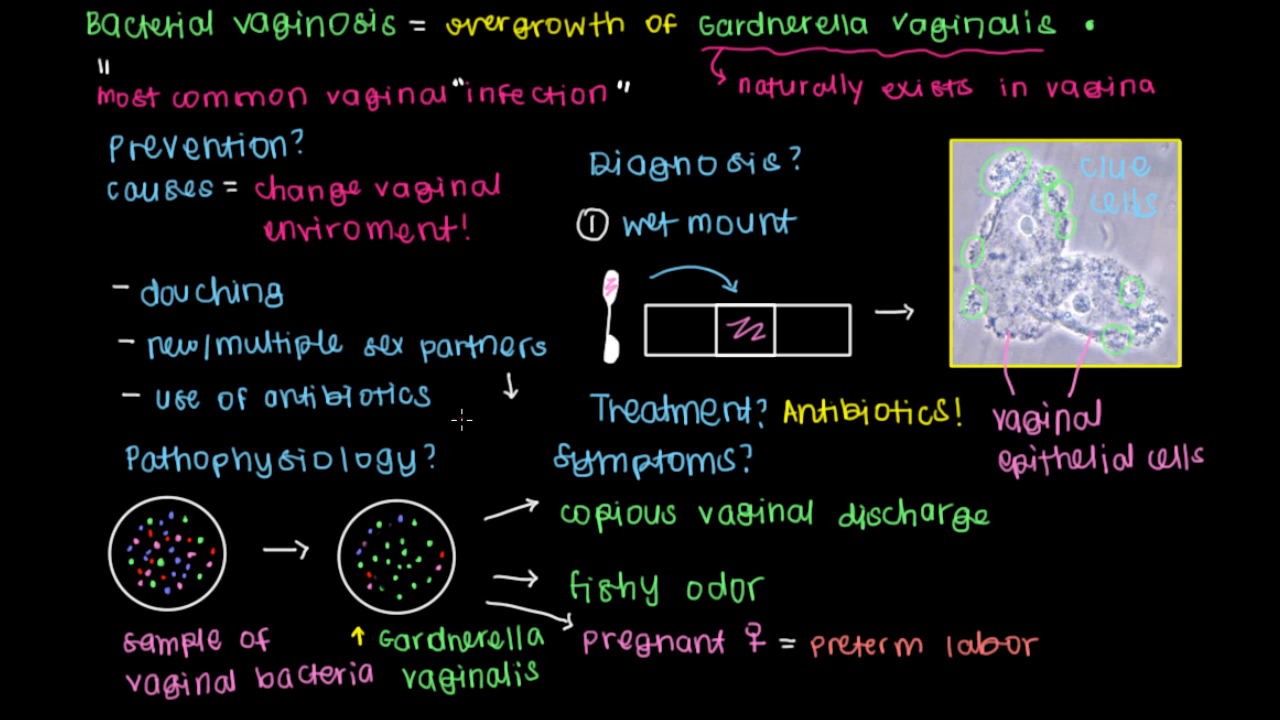 Bacterial vaginosis = overgrowth of Gardnerella vaginalis •
"
most common vaginal "infection"
↳ naturally exists in vagina
Prevention?
causes = change vaginal
enviroment!
- douching
- new/multiple sex partners
↓
- use of antibiotics
Diagnosis?
① wet mount
→
clue
cells
vaginal
epithelial cells
Treatment? Antibiotics!
Pathophysiology?
→
sample of
vaginal bacteria
↑ Gardnerella
vaginalis
Symptoms?
→ copious vaginal discharge
→ fishy odor
→ pregnant ♀ = preterm labor